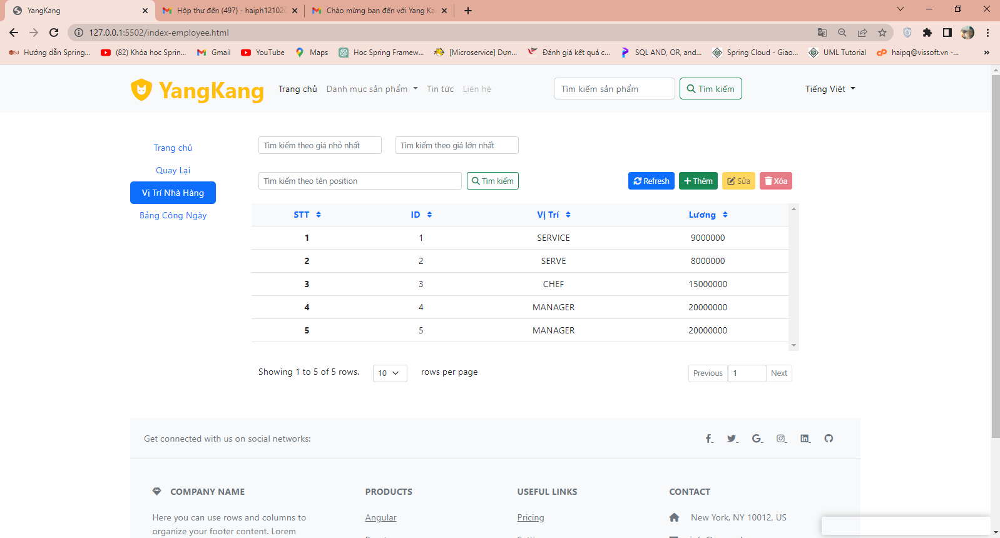 YangKang
Hộp thư đến (497) - haiph12102
Chào mừng bạn đến với Yang Ka
127.0.0.1:5502/index-employee.html
Hướng dẫn Spring...
(82) Khóa học Sprin...
Gmail
YouTube
Maps
Hoc Spring Framew...
[Microservice] Dựn...
Đánh giá kết quả c...
SQL AND, OR, and...
Spring Cloud - Giao...
UML Tutorial
haipq@vissoft.vn -...
»
YangKang
Trang chủ
Danh mục sản phẩm
Tin tức
Liên hệ
Tìm kiếm sản phẩm
Tìm kiếm
Tiếng Việt
Trang chủ
Quay Lại
Vị Trí Nhà Hàng
Bảng Công Ngày
Tìm kiếm theo giá nhỏ nhất
Tìm kiếm theo giá lớn nhất
Tìm kiếm theo tên position
Tìm kiếm
Refresh
Thêm
Sửa
Xóa
STT ID Vị Trí Lương
1 1 SERVICE 9000000
2 2 SERVE 8000000
3 3 CHEF 15000000
4 4 MANAGER 20000000
5 5 MANAGER 20000000
Showing 1 to 5 of 5 rows.
10
rows per page
Previous
1
Next
Get connected with us on social networks:
COMPANY NAME
Here you can use rows and columns to
organize your footer content. Lorem
PRODUCTS
Angular
USEFUL LINKS
Pricing
CONTACT
New York, NY 10012, US